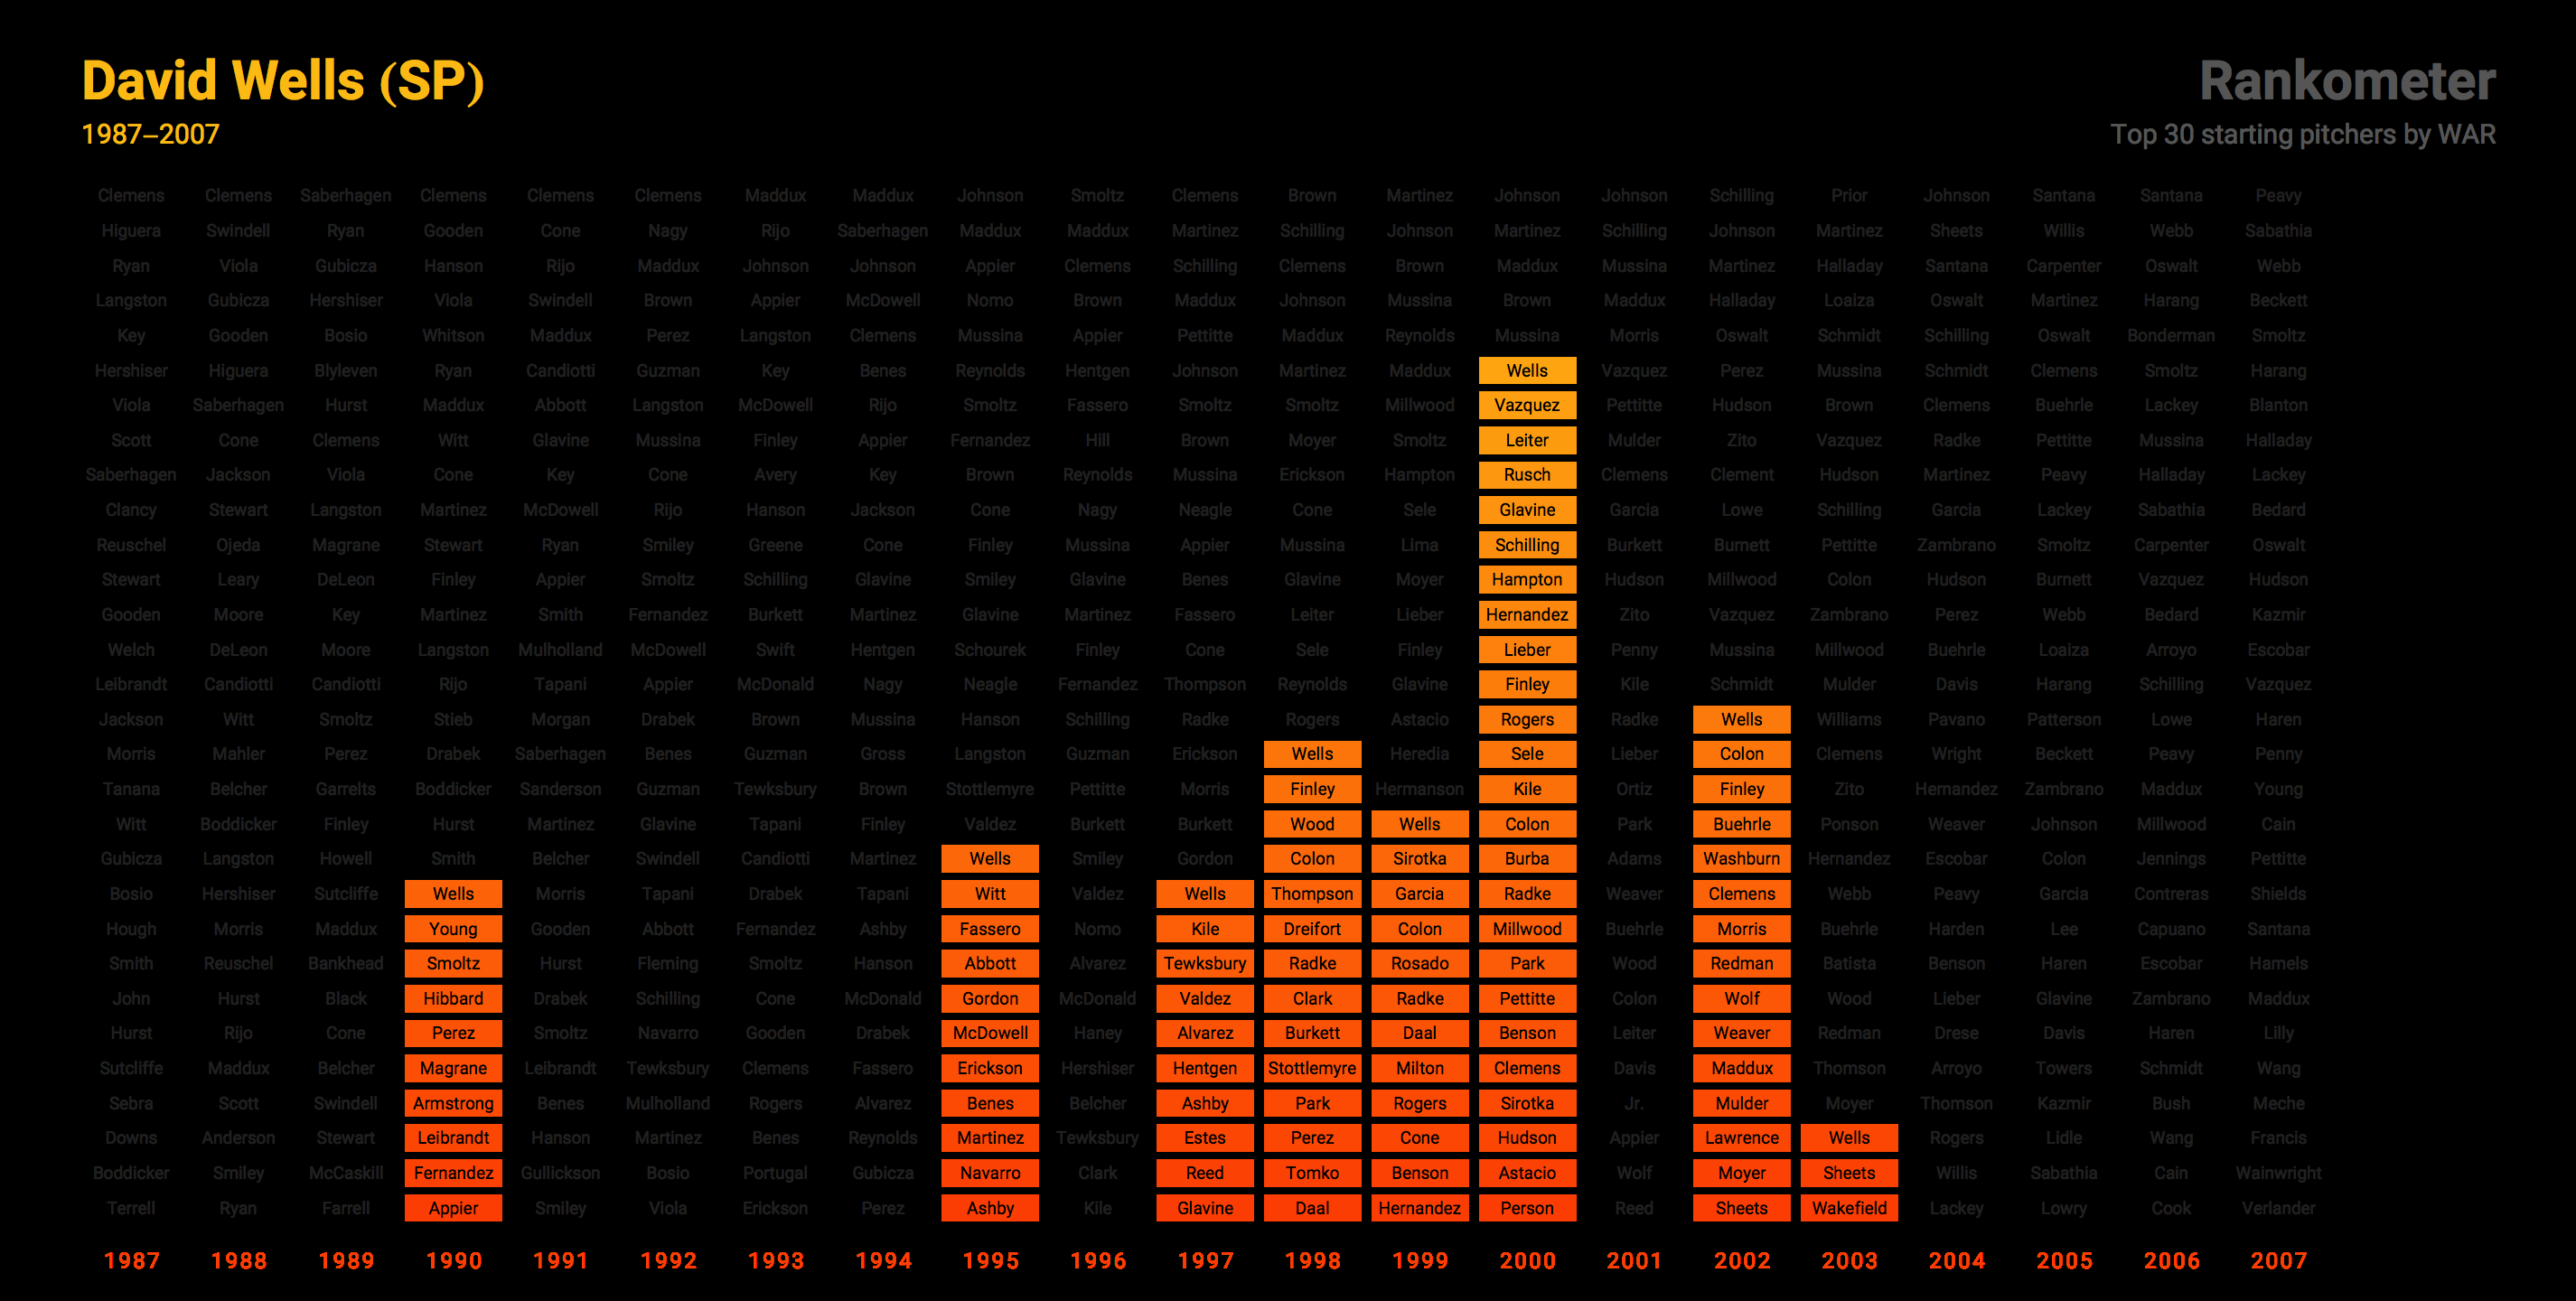 David Wells (SP)
Rankometer
1987–2007
Top 30 starting pitchers by WAR
Clemens Clemens Saberhagen Clemens Clemens Clemens Maddux Maddux Johnson Smoltz Clemens Brown Martinez Johnson Johnson Schilling Prior Johnson Santana Santana Peavy
Higuera Swindell Ryan Gooden Cone Nagy Rijo Saberhagen Maddux Maddux Martinez Schilling Johnson Martinez Schilling Johnson Martinez Sheets Willis Webb Sabathia
Ryan Viola Gubicza Hanson Rijo Maddux Johnson Johnson Appier Clemens Schilling Clemens Brown Maddux Mussina Martinez Halladay Santana Carpenter Oswalt Webb
Langston Gubicza Hershiser Viola Swindell Brown Appier McDowell Nomo Brown Maddux Johnson Mussina Brown Maddux Halladay Loaiza Oswalt Martinez Harang Beckett
Key Gooden Bosio Whitson Maddux Perez Langston Clemens Mussina Appier Pettitte Maddux Reynolds Mussina Morris Oswalt Schmidt Schilling Oswalt Bonderman Smoltz
Hershiser Higuera Blyleven Ryan Candiotti Guzman Key Benes Reynolds Hentgen Johnson Martinez Maddux Wells Vazquez Perez Mussina Schmidt Clemens Smoltz Harang
Viola Saberhagen Hurst Maddux Abbott Langston McDowell Rijo Smoltz Fassero Smoltz Smoltz Millwood Vazquez Pettitte Hudson Brown Clemens Buehrle Lackey Blanton
Scott Cone Clemens Witt Glavine Mussina Finley Appier Fernandez Hill Brown Moyer Smoltz Leiter Mulder Zito Vazquez Radke Pettitte Mussina Halladay
Saberhagen Jackson Viola Cone Key Cone Avery Key Brown Reynolds Mussina Erickson Hampton Rusch Clemens Clement Hudson Martinez Peavy Halladay Lackey
Clancy Stewart Langston Martinez McDowell Rijo Hanson Jackson Cone Nagy Neagle Cone Sele Glavine Garcia Lowe Schilling Garcia Lackey Sabathia Bedard
Reuschel Ojeda Magrane Stewart Ryan Smiley Greene Cone Finley Mussina Appier Mussina Lima Schilling Burkett Burnett Pettitte Zambrano Smoltz Carpenter Oswalt
Stewart Leary DeLeon Finley Appier Smoltz Schilling Glavine Smiley Glavine Benes Glavine Moyer Hampton Hudson Millwood Colon Hudson Burnett Vazquez Hudson
Gooden Moore Key Martinez Smith Fernandez Burkett Martinez Glavine Martinez Fassero Leiter Lieber Hernandez Zito Vazquez Zambrano Perez Webb Bedard Kazmir
Welch DeLeon Moore Langston Mulholland McDowell Swift Hentgen Schourek Finley Cone Sele Finley Lieber Penny Mussina Millwood Buehrle Loaiza Arroyo Escobar
Leibrandt Candiotti Candiotti Rijo Tapani Appier McDonald Nagy Neagle Fernandez Thompson Reynolds Glavine Finley Kile Schmidt Mulder Davis Harang Schilling Vazquez
Jackson Witt Smoltz Stieb Morgan Drabek Brown Mussina Hanson Schilling Radke Rogers Astacio Rogers Radke Wells Williams Pavano Patterson Lowe Haren
Morris Mahler Perez Drabek Saberhagen Benes Guzman Gross Langston Guzman Erickson Wells Heredia Sele Lieber Colon Clemens Wright Beckett Peavy Penny
Tanana Belcher Garrelts Boddicker Sanderson Guzman Tewksbury Brown Stottlemyre Pettitte Morris Finley Hermanson Kile Ortiz Finley Zito Hernandez Zambrano Maddux Young
Witt Boddicker Finley Hurst Martinez Glavine Tapani Finley Valdez Burkett Burkett Wood Wells Colon Park Buehrle Ponson Weaver Johnson Millwood Cain
Gubicza Langston Howell Smith Belcher Swindell Candiotti Martinez Wells Smiley Gordon Colon Sirotka Burba Adams Washburn Hernandez Escobar Colon Jennings Pettitte
Bosio Hershiser Sutcliffe Wells Morris Tapani Drabek Tapani Witt Valdez Wells Thompson Garcia Radke Weaver Clemens Webb Peavy Garcia Contreras Shields
Hough Morris Maddux Young Gooden Abbott Fernandez Ashby Fassero Nomo Kile Dreifort Colon Millwood Buehrle Morris Buehrle Harden Lee Capuano Santana
Smith Reuschel Bankhead Smoltz Hurst Fleming Smoltz Hanson Abbott Alvarez Tewksbury Radke Rosado Park Wood Redman Batista Benson Haren Escobar Hamels
John Hurst Black Hibbard Drabek Schilling Cone McDonald Gordon McDonald Valdez Clark Radke Pettitte Colon Wolf Wood Lieber Glavine Zambrano Maddux
Hurst Rijo Cone Perez Smoltz Navarro Gooden Drabek McDowell Haney Alvarez Burkett Daal Benson Leiter Weaver Redman Drese Davis Haren Lilly
Sutcliffe Maddux Belcher Magrane Leibrandt Tewksbury Clemens Fassero Erickson Hershiser Hentgen Stottlemyre Milton Clemens Davis Maddux Thomson Arroyo Towers Schmidt Wang
Sebra Scott Swindell Armstrong Benes Mulholland Rogers Alvarez Benes Belcher Ashby Park Rogers Sirotka Jr. Mulder Moyer Thomson Kazmir Bush Meche
Downs Anderson Stewart Leibrandt Hanson Martinez Benes Reynolds Martinez Tewksbury Estes Perez Cone Hudson Appier Lawrence Wells Rogers Lidle Wang Francis
Boddicker Smiley McCaskill Fernandez Gullickson Bosio Portugal Gubicza Navarro Clark Reed Tomko Benson Astacio Wolf Moyer Sheets Willis Sabathia Cain Wainwright
Terrell Ryan Farrell Appier Smiley Viola Erickson Perez Ashby Kile Glavine Daal Hernandez Person Reed Sheets Wakefield Lackey Lowry Cook Verlander
1987 1988 1989 1990 1991 1992 1993 1994 1995 1996 1997 1998 1999 2000 2001 2002 2003 2004 2005 2006 2007